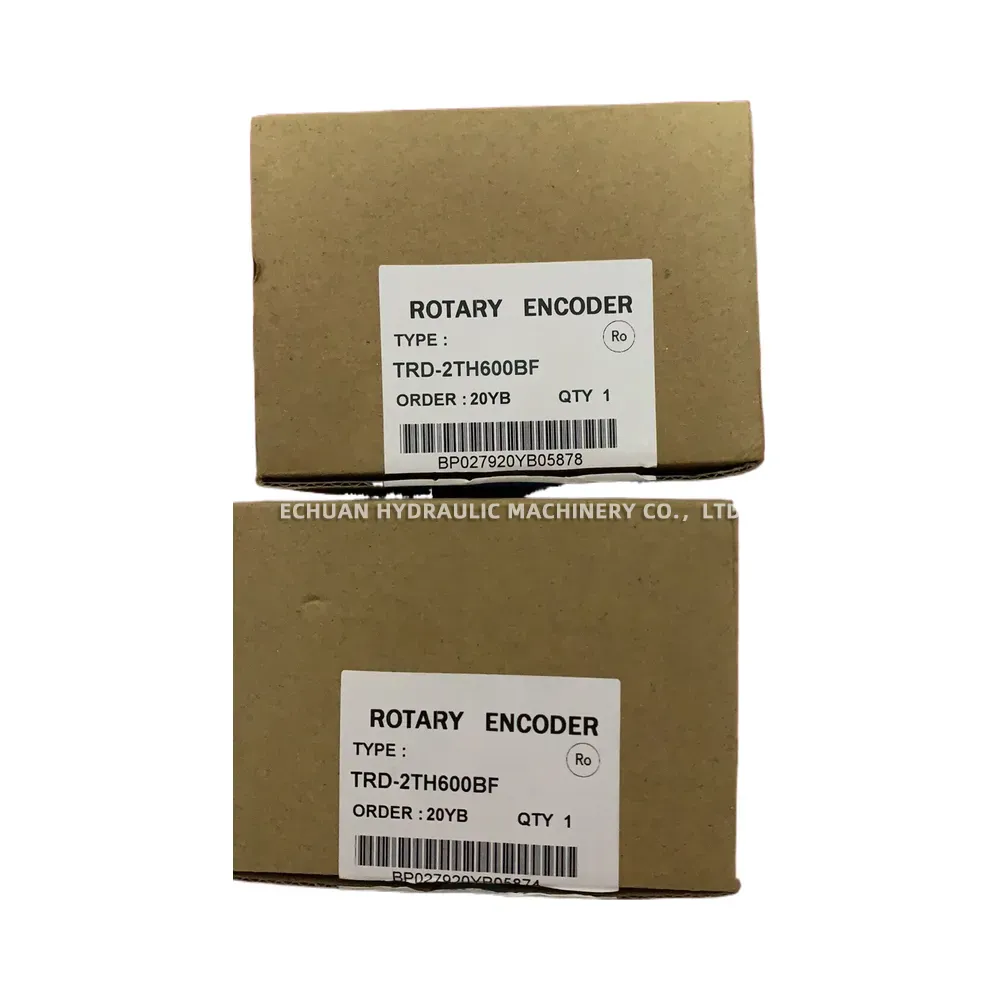 ROTARY ENCODER
TYPE :
Ro
TRD-2TH600BF
ORDER : 20YB QTY 1
BP027920YB05878
ECHUAN HYDRAULIC MACHINERY CO., LTD
ROTARY ENCODER
TYPE :
Ro
TRD-2TH600BF
ORDER : 20YB QTY 1
BP027920YB05874